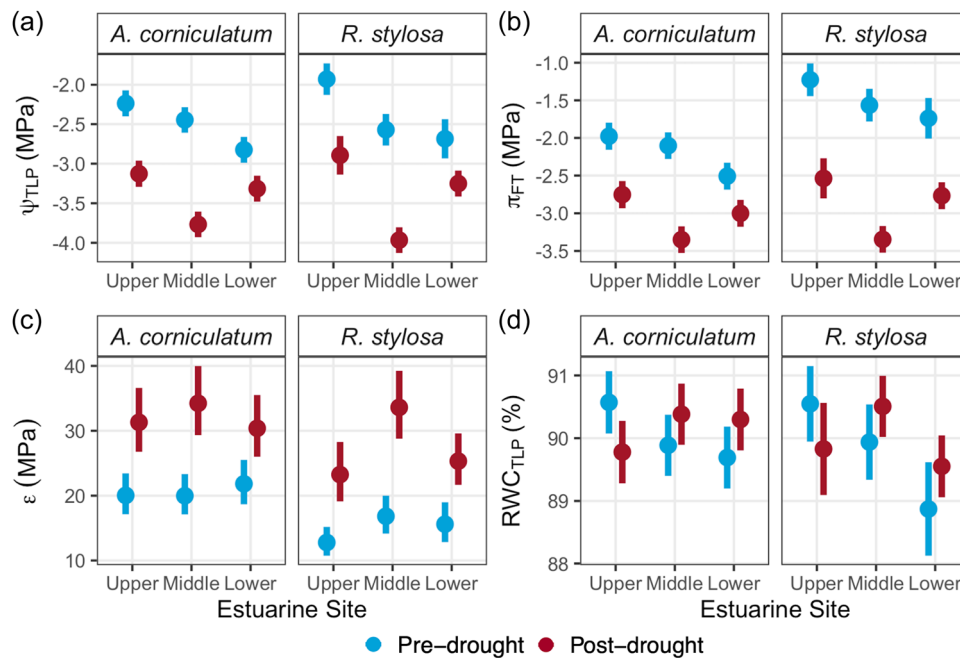 (a)
A. corniculatum R. stylosa
ΨTLP (MPa)
-2.0
-2.5
-3.0
-3.5
-4.0
Upper Middle Lower Upper Middle Lower
(b)
A. corniculatum R. stylosa
πFT (MPa)
-1.0
-1.5
-2.0
-2.5
-3.0
-3.5
Upper Middle Lower Upper Middle Lower
(c)
A. corniculatum R. stylosa
ε (MPa)
40
30
20
10
Upper Middle Lower Upper Middle Lower
Estuarine Site
(d)
A. corniculatum R. stylosa
RWCTLP (%)
91
90
89
88
Upper Middle Lower Upper Middle Lower
Estuarine Site
Pre-drought Post-drought